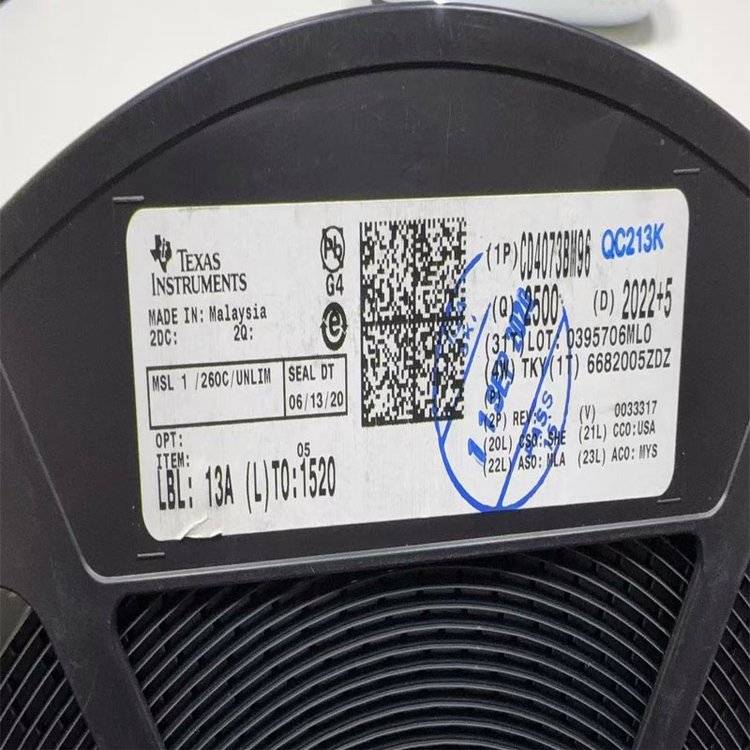 TEXAS
INSTRUMENTS
Pb
G4
e
MADE IN: Malaysia
2DC: 2Q:
MSL 1 /260C/UNLIM
SEAL DT
06/13/20
OPT:
ITEM: 05
LBL: 13A (L)TO:1520
(1P)CD4073BM96
QC213K
(Q) 2500 (D) 2022+5
LOT: 0395706ML0
(4W) TKY(1T) 6682005ZDZ
(P)
(2P) REV: (V) 0033317
(20L) CSO: SHE (21L) CCO:USA
(22L) ASO: MLA (23L) ACO: MYS
PASS